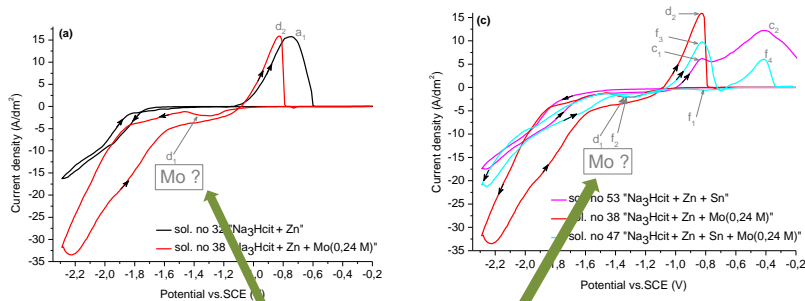 (a)
d2
a1
15
10
5
0
-5
-10
-15
-20
-25
-30
-35
Current density (A/dm²)
d1
Mo ?
sol. no 32 "Na3Hcit + Zn"
sol. no 38 "Na3Hcit + Zn + Mo(0,24 M)"
-2,2 -2,0 -1,8 -1,6 -1,4 -1,2 -1,0 -0,8 -0,6 -0,4 -0,2
Potential vs.SCE
(c)
d2
f3
c1
c2
f4
15
10
5
0
-5
-10
-15
-20
-25
-30
-35
Current density (A/dm²)
d1
f2
f1
Mo ?
sol. no 53 "Na3Hcit + Zn + Sn"
sol. no 38 "Na3Hcit + Zn + Mo(0,24 M)"
sol. no 47 "Na3Hcit + Zn + Sn + Mo(0,24 M)"
-2,2 -2,0 -1,8 -1,6 -1,4 -1,2 -1,0 -0,8 -0,6 -0,4 -0,2
Potential vs.SCE (V)